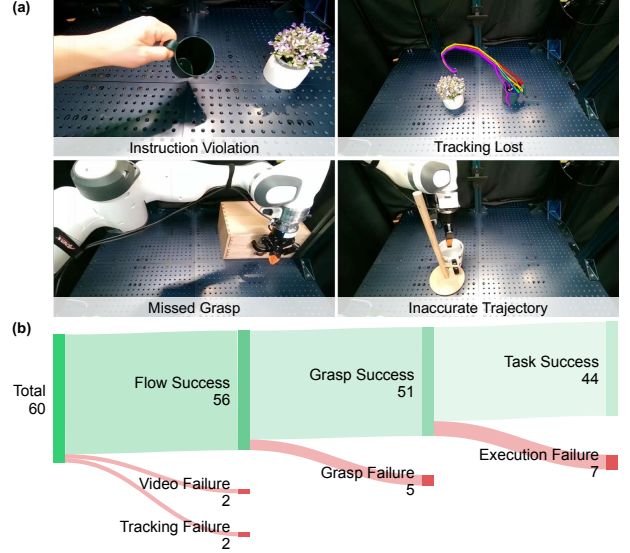 (a)
Instruction Violation
Tracking Lost
Missed Grasp
Inaccurate Trajectory
(b)
Total
60
Flow Success
56
Grasp Success
51
Task Success
44
Video Failure
2
Tracking Failure
2
Grasp Failure
5
Execution Failure
7